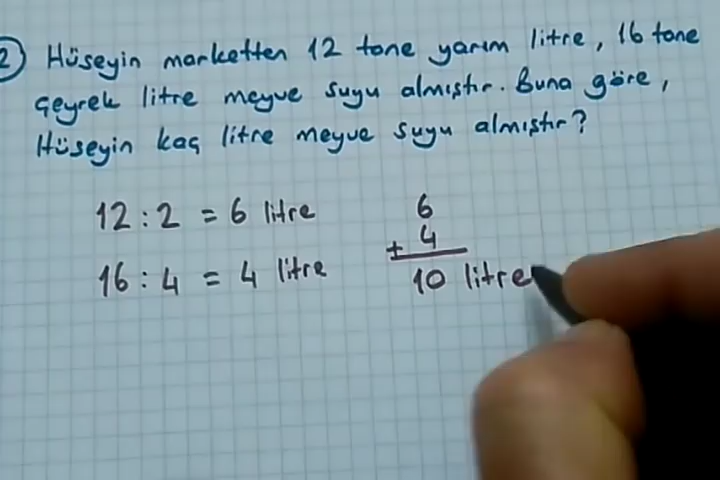 2 Hüseyin marketten 12 tane yarım litre, 16 tane
çeyrek litre meyve suyu almıştır. Buna göre,
Hüseyin kaç litre meyve suyu almıştır?
12 : 2 = 6 litre
16 : 4 = 4 litre
6
+ 4
10 litre